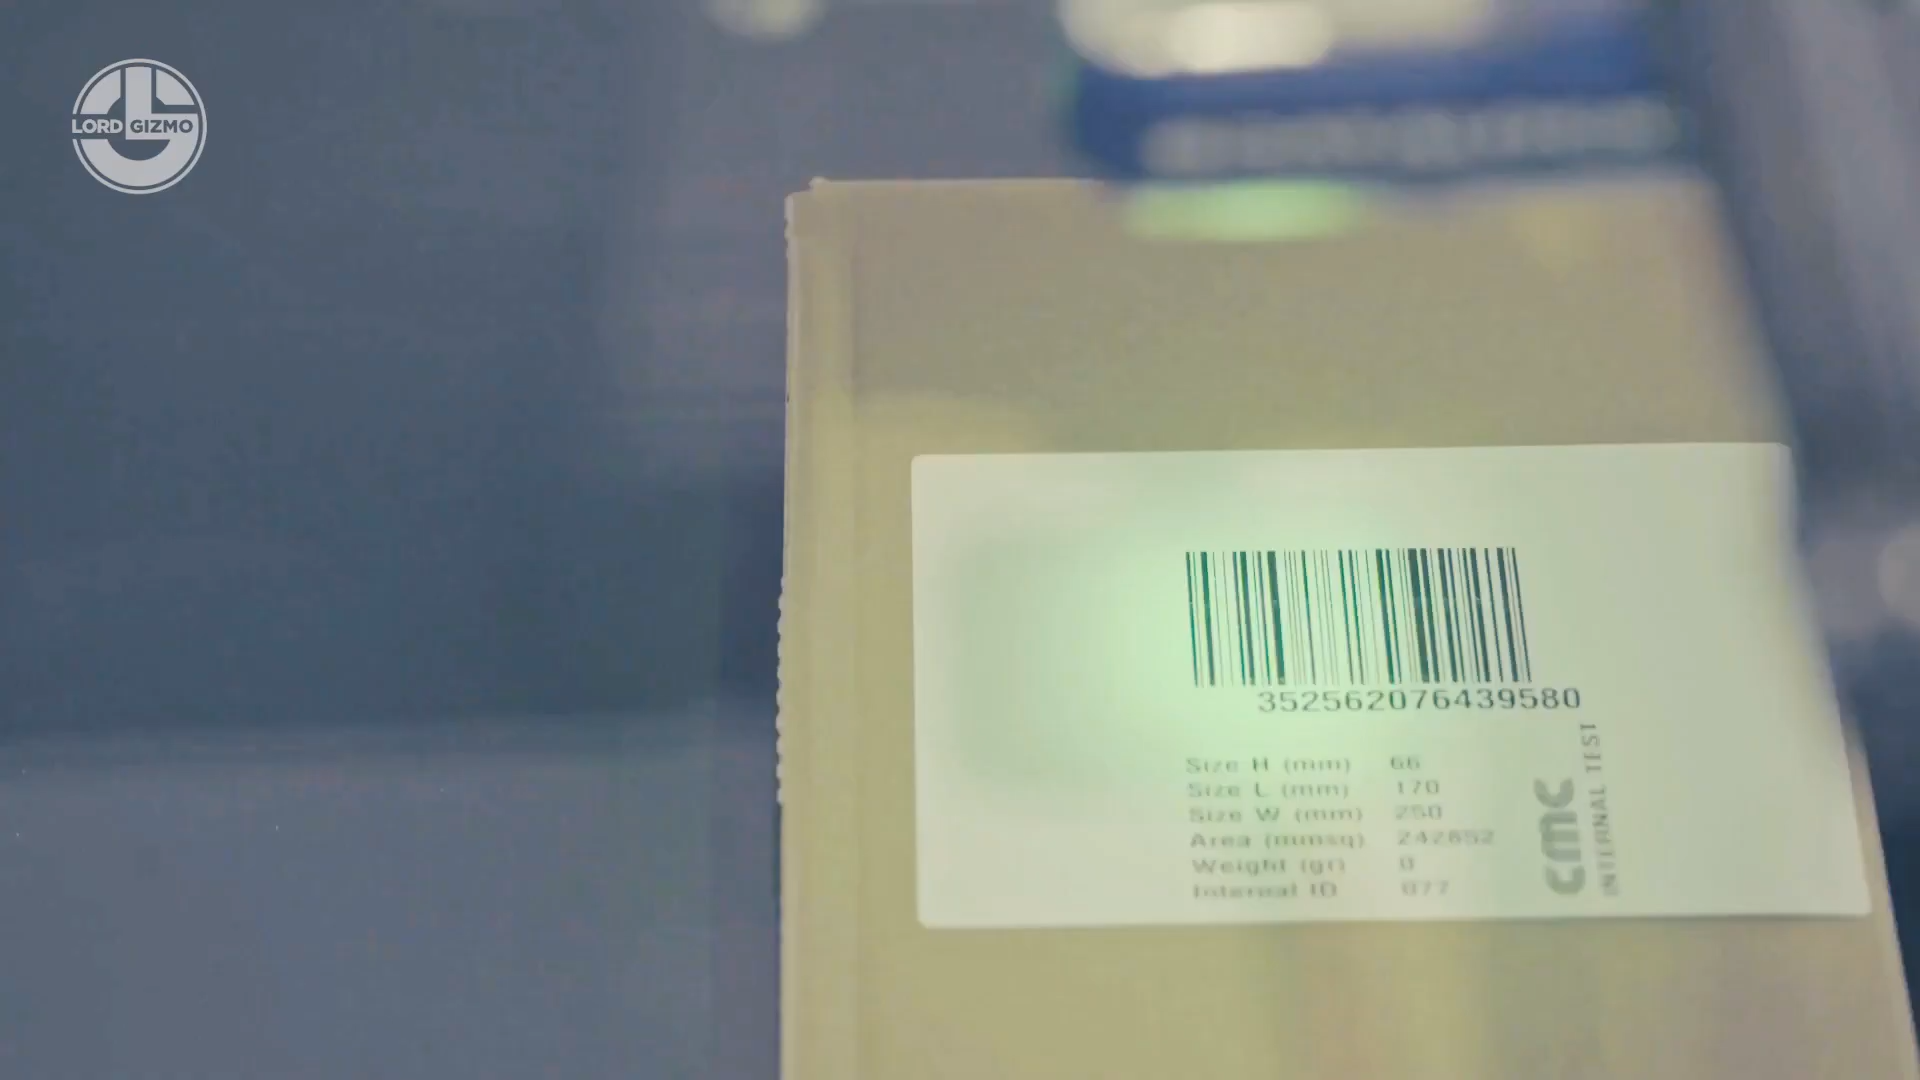 LORD GIZMO
352562076439580
Size H (mm) 66
Size L (mm) 170
Size W (mm) 250
Area (mmsq) 242852
Weight (gr) 0
Internal ID 077
cmc
INTERNAL TEST